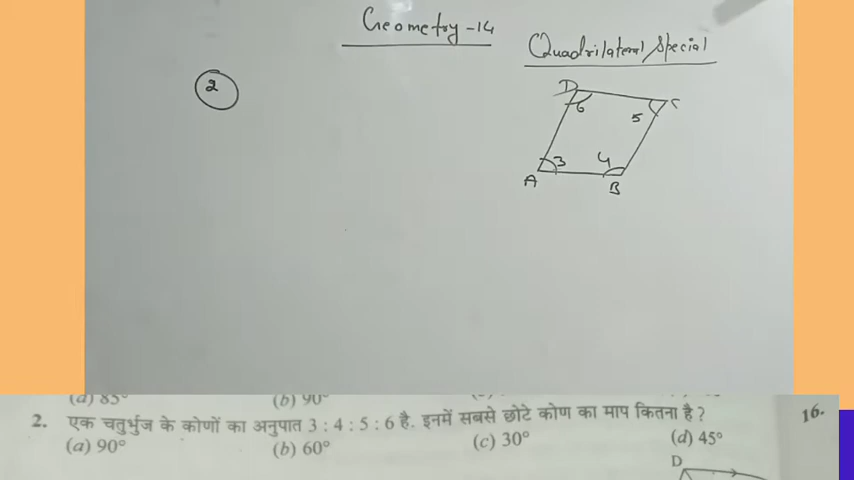 Geometry-14
Quadrilateral Special
2
D
6
C
5
3
4
A
B
(a) 85° (b) 90°
2. एक चतुर्भुज के कोणों का अनुपात 3 : 4 : 5 : 6 है. इनमें सबसे छोटे कोण का माप कितना है ? 16.
(a) 90° (b) 60° (c) 30° (d) 45°
D